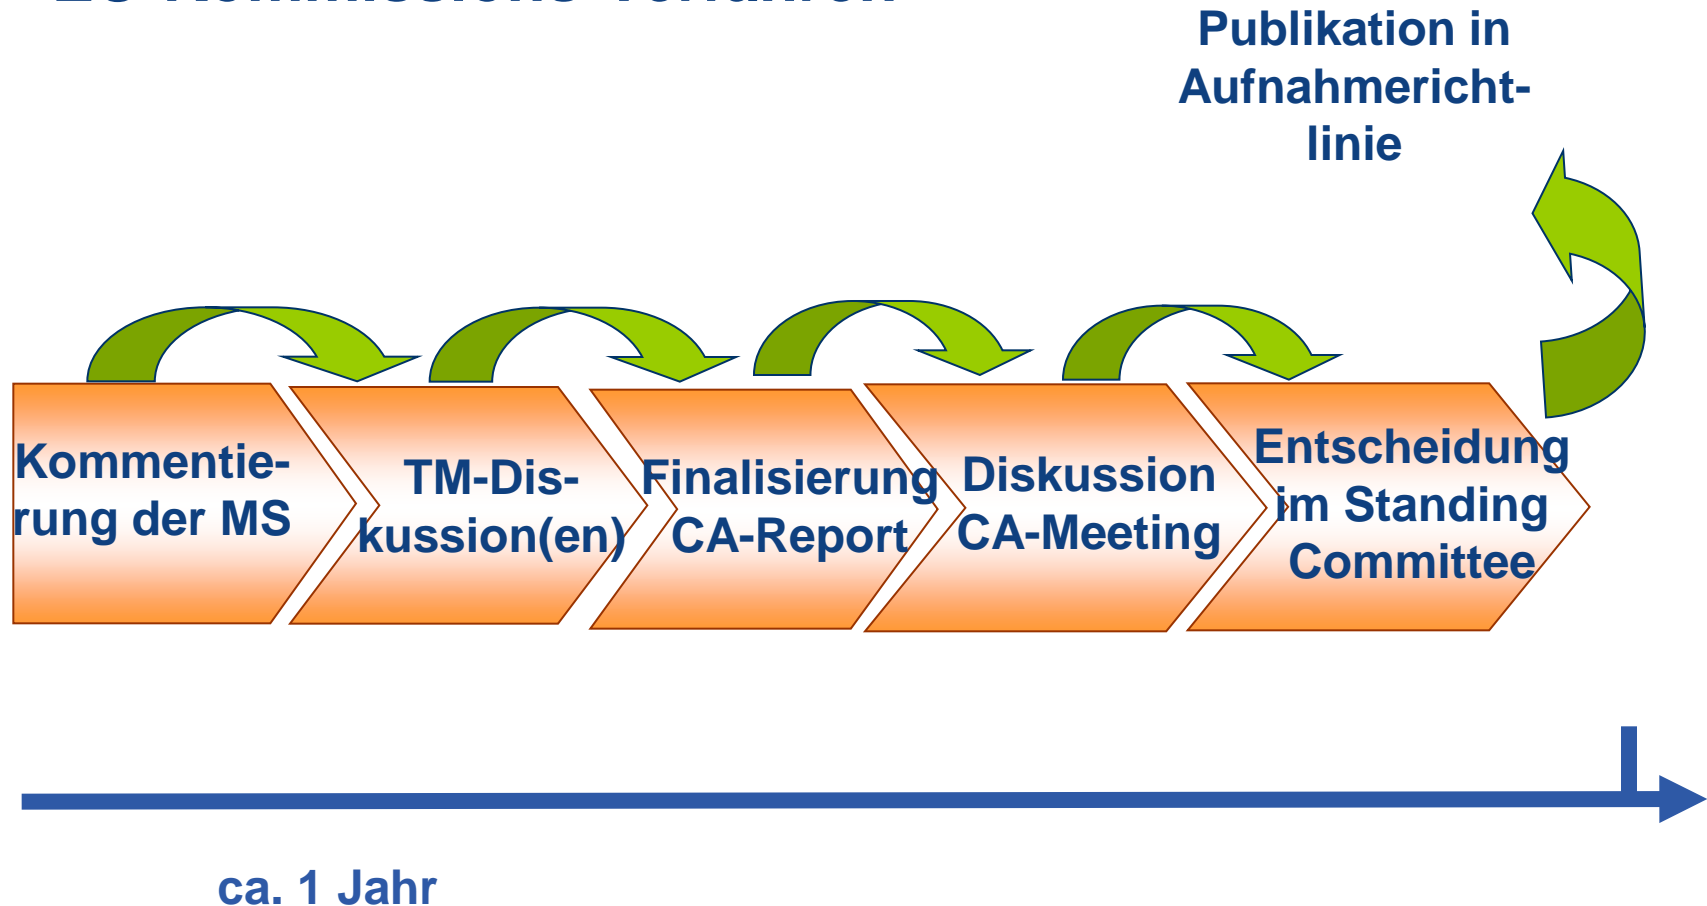 Publikation in
Aufnahmericht-
linie
Kommentie-
rung der MS
TM-Dis-
kussion(en)
Finalisierung
CA-Report
Diskussion
CA-Meeting
Entscheidung
im Standing
Committee
ca. 1 Jahr